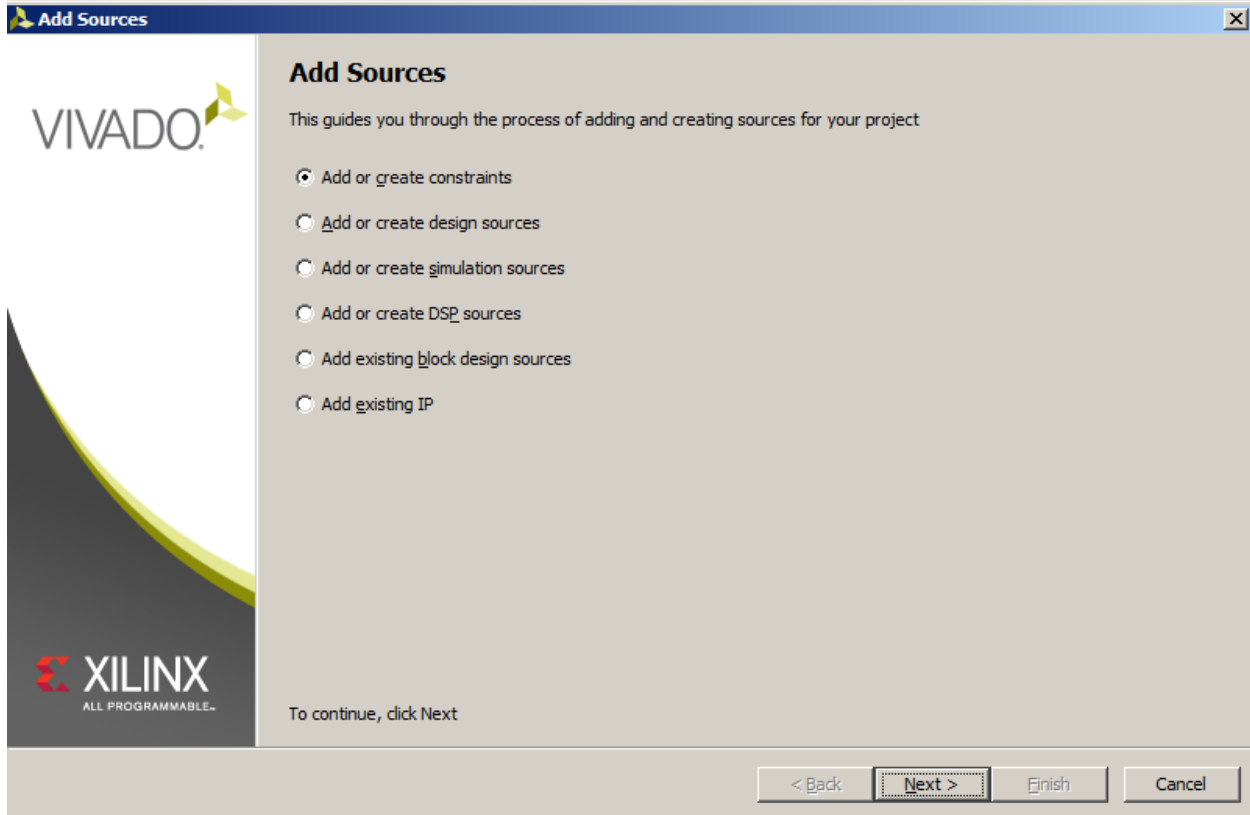 Add Sources
VIVADO.
Add Sources
This guides you through the process of adding and creating sources for your project
Add or create constraints
Add or create design sources
Add or create simulation sources
Add or create DSP sources
Add existing block design sources
Add existing IP
XILINX
ALL PROGRAMMABLE™
To continue, click Next
< Back
Next >
Finish
Cancel